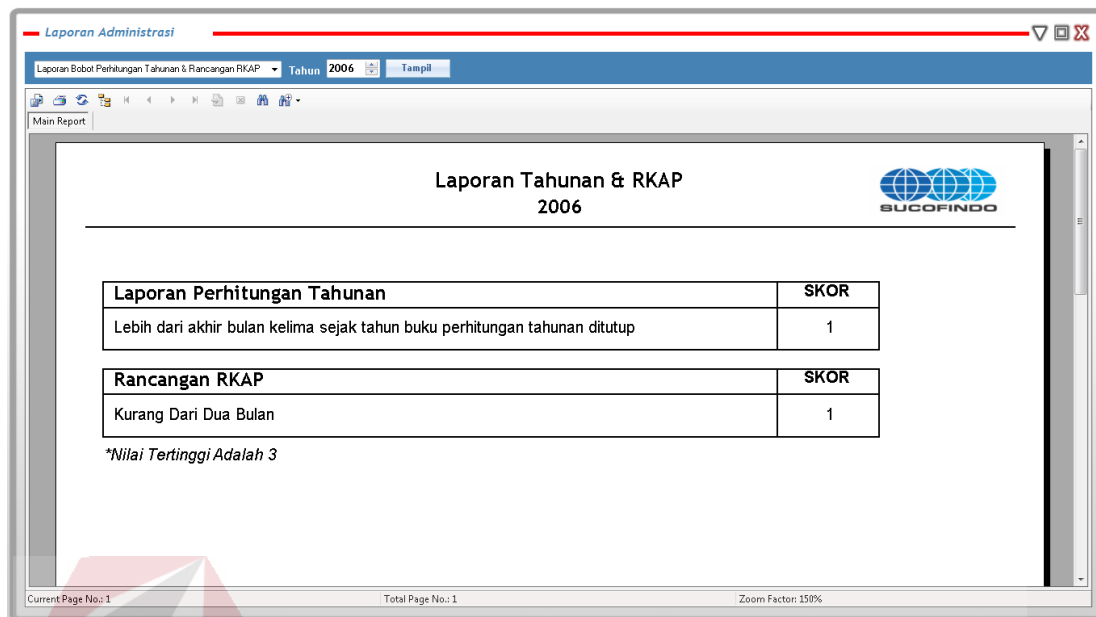 Laporan Administrasi
Laporan Bobot Perhitungan Tahunan & Rancangan RKAP Tahun 2006 Tampil
Main Report
Laporan Tahunan & RKAP
2006
SUCOFINDO
Laporan Perhitungan Tahunan SKOR
Lebih dari akhir bulan kelima sejak tahun buku perhitungan tahunan ditutup 1
Rancangan RKAP SKOR
Kurang Dari Dua Bulan 1
*Nilai Tertinggi Adalah 3
Current Page No.: 1 Total Page No.: 1 Zoom Factor: 150%